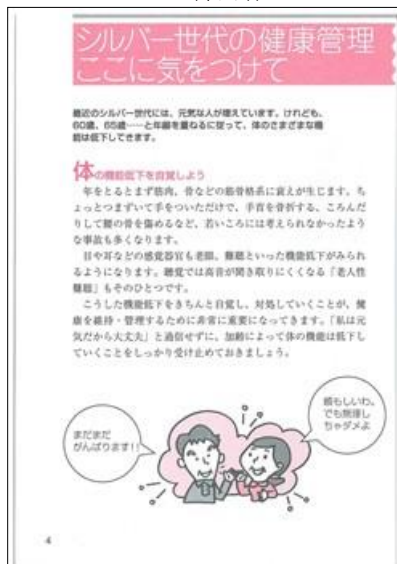 シルバー世代の健康管理
ここに気をつけて
最近のシルバー世代には、元気な人が増えています。けれども、
60歳、65歳……と年齢を重ねるに従って、体のさまざまな機
能は低下してきます。
体の機能低下を自覚しよう
年をとるとまず筋肉、骨などの筋骨格系に衰えが生じます。ち
ょっとつまずいて手をついただけで、手首を骨折する、ころんだ
りして腰の骨を傷めるなど、若いころには考えられなかったよう
な事故も多くなります。
目や耳などの感覚器官も老眼、難聴といった機能低下がみられ
るようになります。聴覚では高音が聞き取りにくくなる「老人性
難聴」もそのひとつです。
こうした機能低下をきちんと自覚し、対処していくことが、健
康を維持・管理するために非常に重要になってきます。「私は元
気だから大丈夫」と過信せずに、加齢によって体の機能は低下し
ていくことをしっかり受け止めておきましょう。
頼もしいわ。
でも無理し
ちゃダメよ
まだまだ
がんばります!!
4